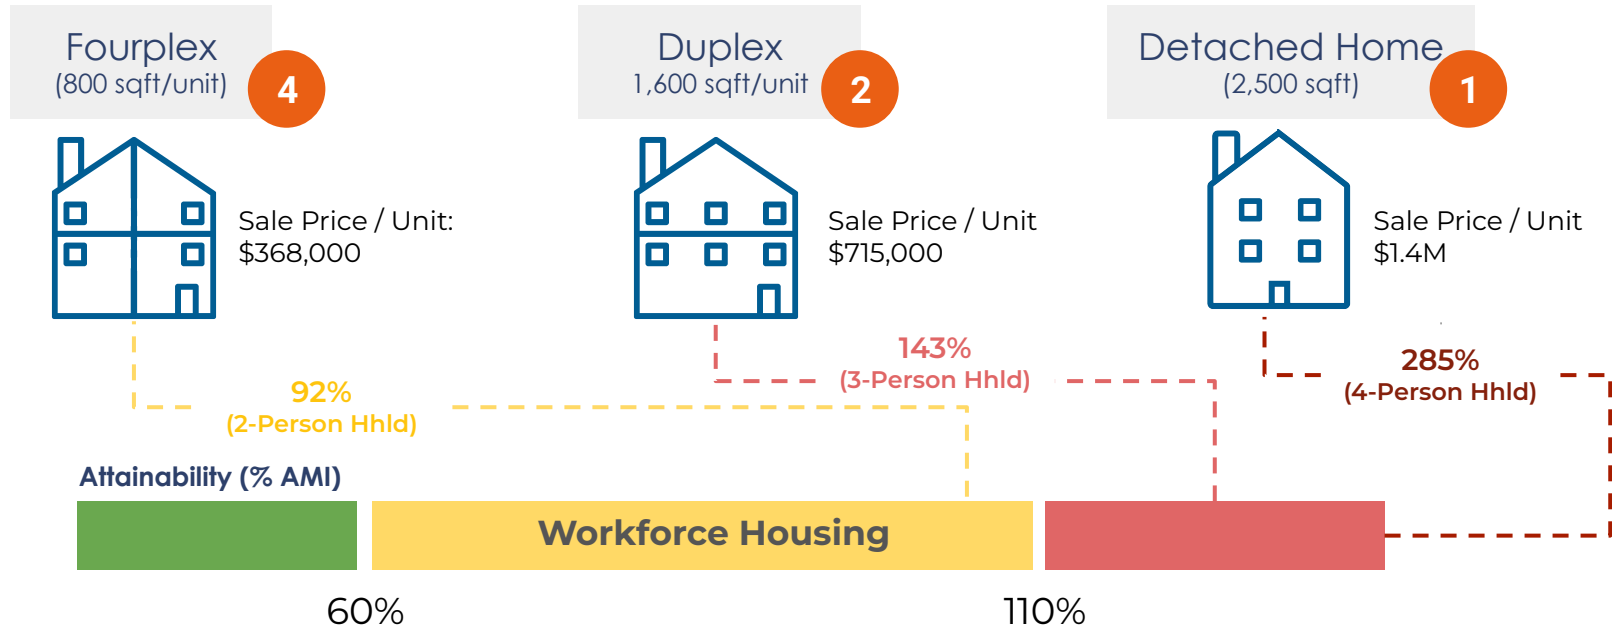 Fourplex
(800 sqft/unit)
4
Duplex
1,600 sqft/unit
2
Detached Home
(2,500 sqft)
1
Sale Price / Unit:
$368,000
Sale Price / Unit
$715,000
Sale Price / Unit
$1.4M
92%
(2-Person Hhld)
143%
(3-Person Hhld)
285%
(4-Person Hhld)
Attainability (% AMI)
Workforce Housing
60%
110%